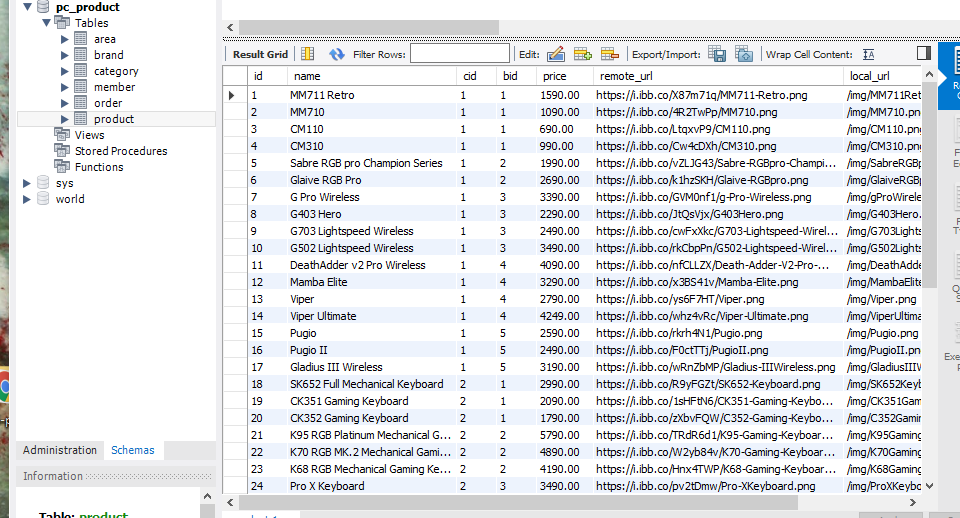 pc_product
Tables
area
brand
category
member
order
product
Views
Stored Procedures
Functions
sys
world
Administration Schemas
Information
Table: product
Result Grid Filter Rows: Edit: Export/Import: Wrap Cell Content:
id name cid bid price remote_url local_url
1 MM711 Retro 1 1 1590.00 https://i.ibb.co/X87m71q/MM711-Retro.png /img/MM711Ret
2 MM710 1 1 1090.00 https://i.ibb.co/4R2TwPp/MM710.png /img/MM710.png
3 CM110 1 1 690.00 https://i.ibb.co/LtqxvP9/CM110.png /img/CM110.png
4 CM310 1 1 990.00 https://i.ibb.co/Cw4cDXh/CM310.png /img/CM310.png
5 Sabre RGB pro Champion Series 1 2 1990.00 https://i.ibb.co/vZLJG43/Sabre-RGBpro-Champi... /img/SabreRGB
6 Glaive RGB Pro 1 2 2690.00 https://i.ibb.co/k1hzSKH/Glaive-RGBpro.png /img/GlaiveRG
7 G Pro Wireless 1 3 3390.00 https://i.ibb.co/GVM0nf1/g-Pro-Wireless.png /img/gProWirele
8 G403 Hero 1 3 2290.00 https://i.ibb.co/JtQsVjx/G403Hero.png /img/G403Hero.
9 G703 Lightspeed Wireless 1 3 2490.00 https://i.ibb.co/cwFxXkc/G703-Lightspeed-Wirel... /img/G703Lights
10 G502 Lightspeed Wireless 1 3 3490.00 https://i.ibb.co/rkCbpPn/G502-Lightspeed-Wirel... /img/G502Lights
11 DeathAdder v2 Pro Wireless 1 4 4090.00 https://i.ibb.co/nfCLLZX/Death-Adder-V2-Pro-... /img/DeathAdd
12 Mamba Elite 1 4 3290.00 https://i.ibb.co/x3BS41v/Mamba-Elite.png /img/MambaElite
13 Viper 1 4 2790.00 https://i.ibb.co/ys6F7HT/Viper.png /img/Viper.png
14 Viper Ultimate 1 4 4249.00 https://i.ibb.co/whz4vRc/Viper-Ultimate.png /img/ViperUltima
15 Pugio 1 5 2590.00 https://i.ibb.co/rkrh4N1/Pugio.png /img/Pugio.png
16 Pugio II 1 5 2490.00 https://i.ibb.co/F0ctTTj/PugioII.png /img/PugioII.png
17 Gladius III Wireless 1 5 3190.00 https://i.ibb.co/wRnZbMP/Gladius-IIIWireless.png /img/GladiusIIIW
18 SK652 Full Mechanical Keyboard 2 1 2990.00 https://i.ibb.co/R9yFGZt/SK652-Keyboard.png /img/SK652Key
19 CK351 Gaming Keyboard 2 1 2090.00 https://i.ibb.co/1sHFtN6/CK351-Gaming-Keybo... /img/CK351Gam
20 CK352 Gaming Keyboard 2 1 1790.00 https://i.ibb.co/zXbvFQW/C352-Gaming-Keybo... /img/C352Gamin
21 K95 RGB Platinum Mechanical G... 2 2 5790.00 https://i.ibb.co/TRdR6d1/K95-Gaming-Keyboar... /img/K95Gaming
22 K70 RGB MK.2 Mechanical Gami... 2 2 4890.00 https://i.ibb.co/W2yb84v/K70-Gaming-Keyboar... /img/K70Gaming
23 K68 RGB Mechanical Gaming Ke... 2 2 4190.00 https://i.ibb.co/Hnx4TWP/K68-Gaming-Keyboar... /img/K68Gaming
24 Pro X Keyboard 2 3 3490.00 https://i.ibb.co/pv2tDmw/Pro-XKeyboard.png /img/ProXKeybo